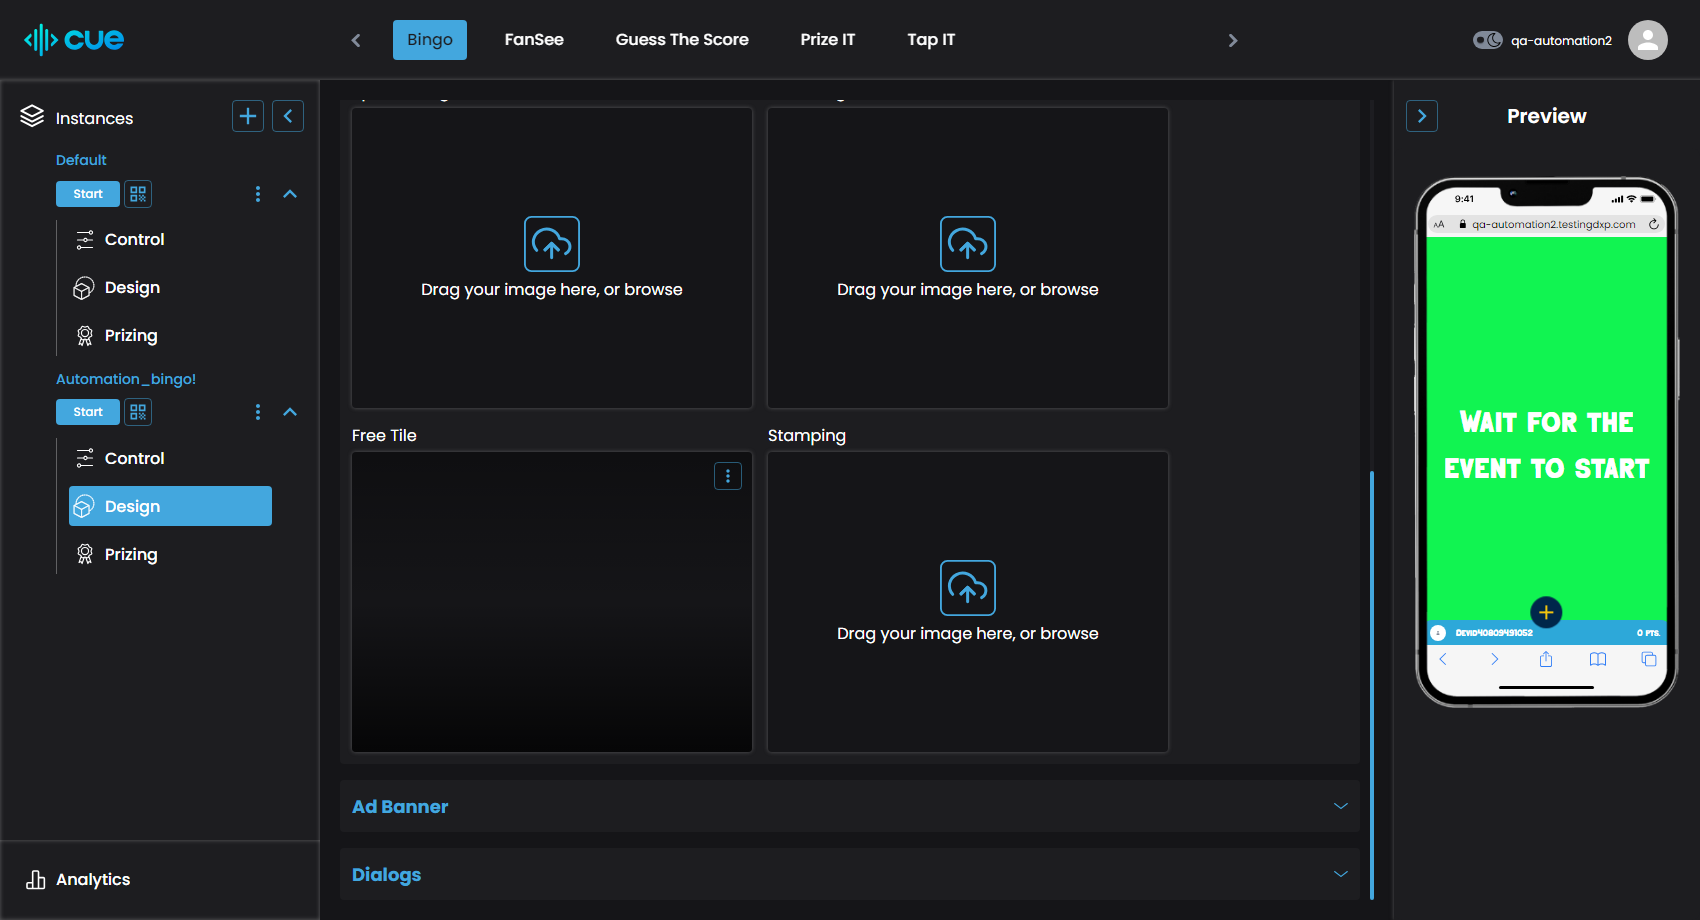 cue
Bingo
FanSee
Guess The Score
Prize IT
Tap IT
qa-automation2
Instances
Default
Start
Control
Design
Prizing
Automation_bingo!
Start
Control
Design
Prizing
Analytics
Drag your image here, or browse
Drag your image here, or browse
Free Tile
Stamping
Drag your image here, or browse
Ad Banner
Dialogs
Preview
9:41
AA
qa-automation2.testingdxp.com
WAIT FOR THE
EVENT TO START
0 PTS.